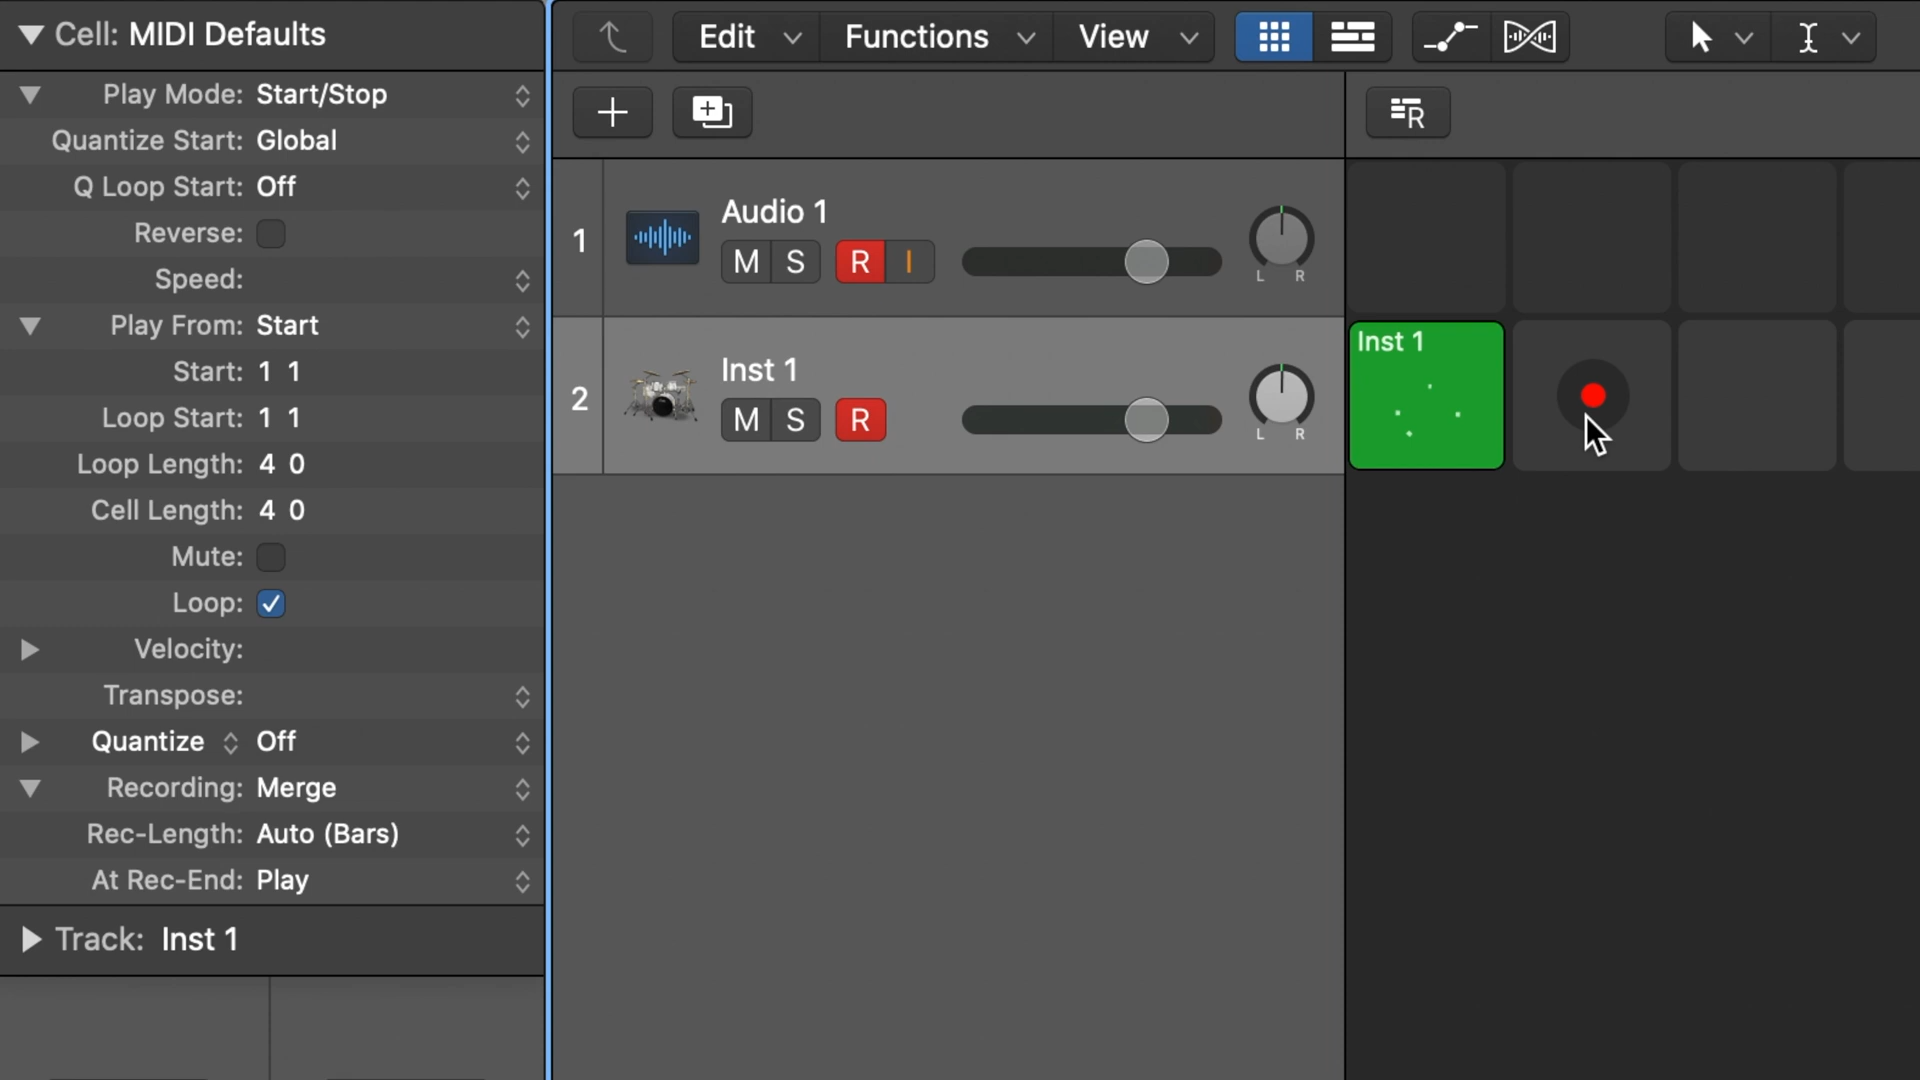 Cell: MIDI Defaults
Play Mode: Start/Stop
Quantize Start: Global
Q Loop Start: Off
Reverse:
Speed:
Play From: Start
Start: 1 1
Loop Start: 1 1
Loop Length: 4 0
Cell Length: 4 0
Mute:
Loop:
Velocity:
Transpose:
Quantize Off
Recording: Merge
Rec-Length: Auto (Bars)
At Rec-End: Play
Track: Inst 1
Edit Functions View
R
1 Audio 1
M S R I
L R
2 Inst 1
M S R
L R
Inst 1